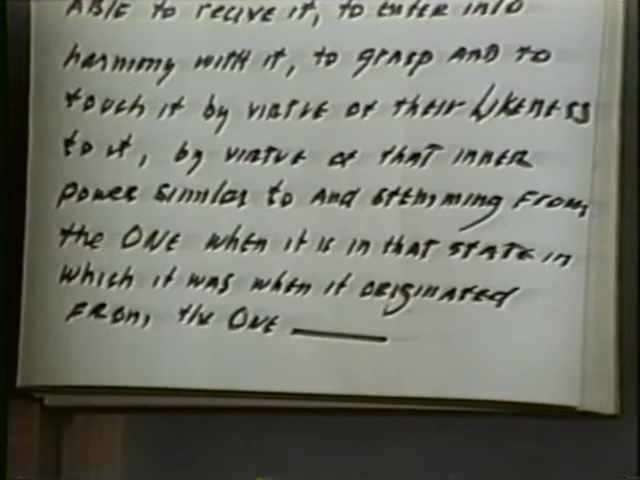 ABLE to recive it, to enter into
harmony with it, to grasp AND to
touch it by virtue of their LIKENESS
to it, by virtue of that inner
power similar to And stemming From
the ONE when it is in that STATE in
which it was when it originated
FROM the ONE